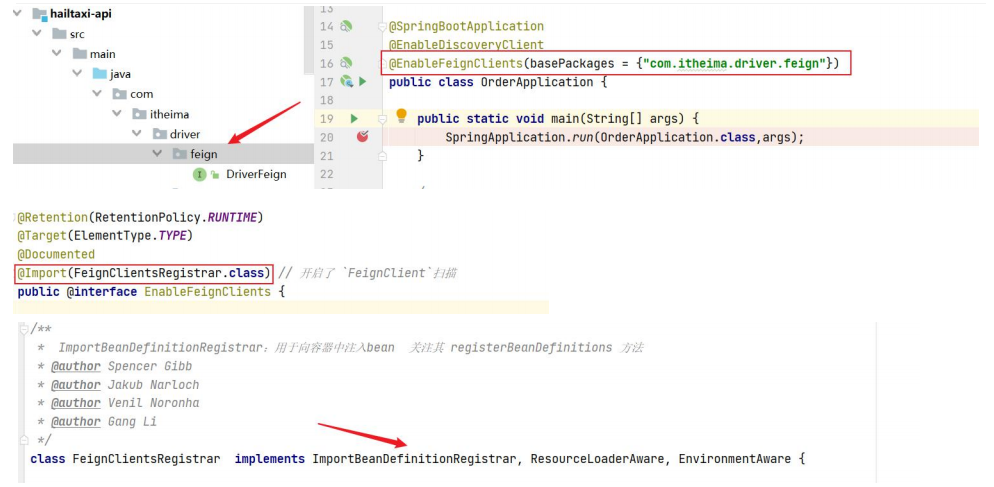 hailtaxi-api
src
main
java
com
itheima
driver
feign
DriverFeign
13
14 @SpringBootApplication
15 @EnableDiscoveryClient
16 @EnableFeignClients(basePackages = {"com.itheima.driver.feign"})
17 public class OrderApplication {
18
19 public static void main(String[] args) {
20 SpringApplication.run(OrderApplication.class,args);
21 }
22
@Retention(RetentionPolicy.RUNTIME)
@Target(ElementType.TYPE)
@Documented
@Import(FeignClientsRegistrar.class) // 开启了 `FeignClient`扫描
public @interface EnableFeignClients {
/**
* ImportBeanDefinitionRegistrar：用于向容器中注入bean 关注其 registerBeanDefinitions 方法
* @author Spencer Gibb
* @author Jakub Narloch
* @author Venil Noronha
* @author Gang Li
*/
class FeignClientsRegistrar implements ImportBeanDefinitionRegistrar, ResourceLoaderAware, EnvironmentAware {